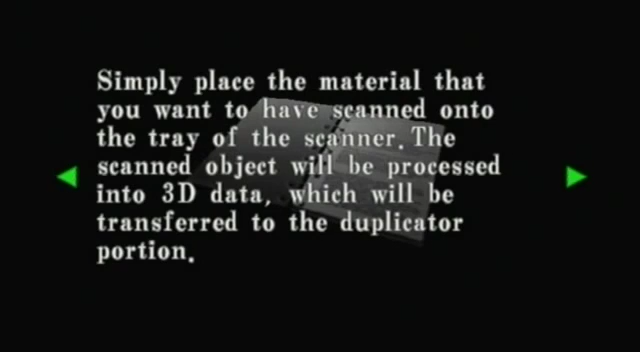 Simply place the material that
you want to have scanned onto
the tray of the scanner. The
scanned object will be processed
into 3D data, which will be
transferred to the duplicator
portion.